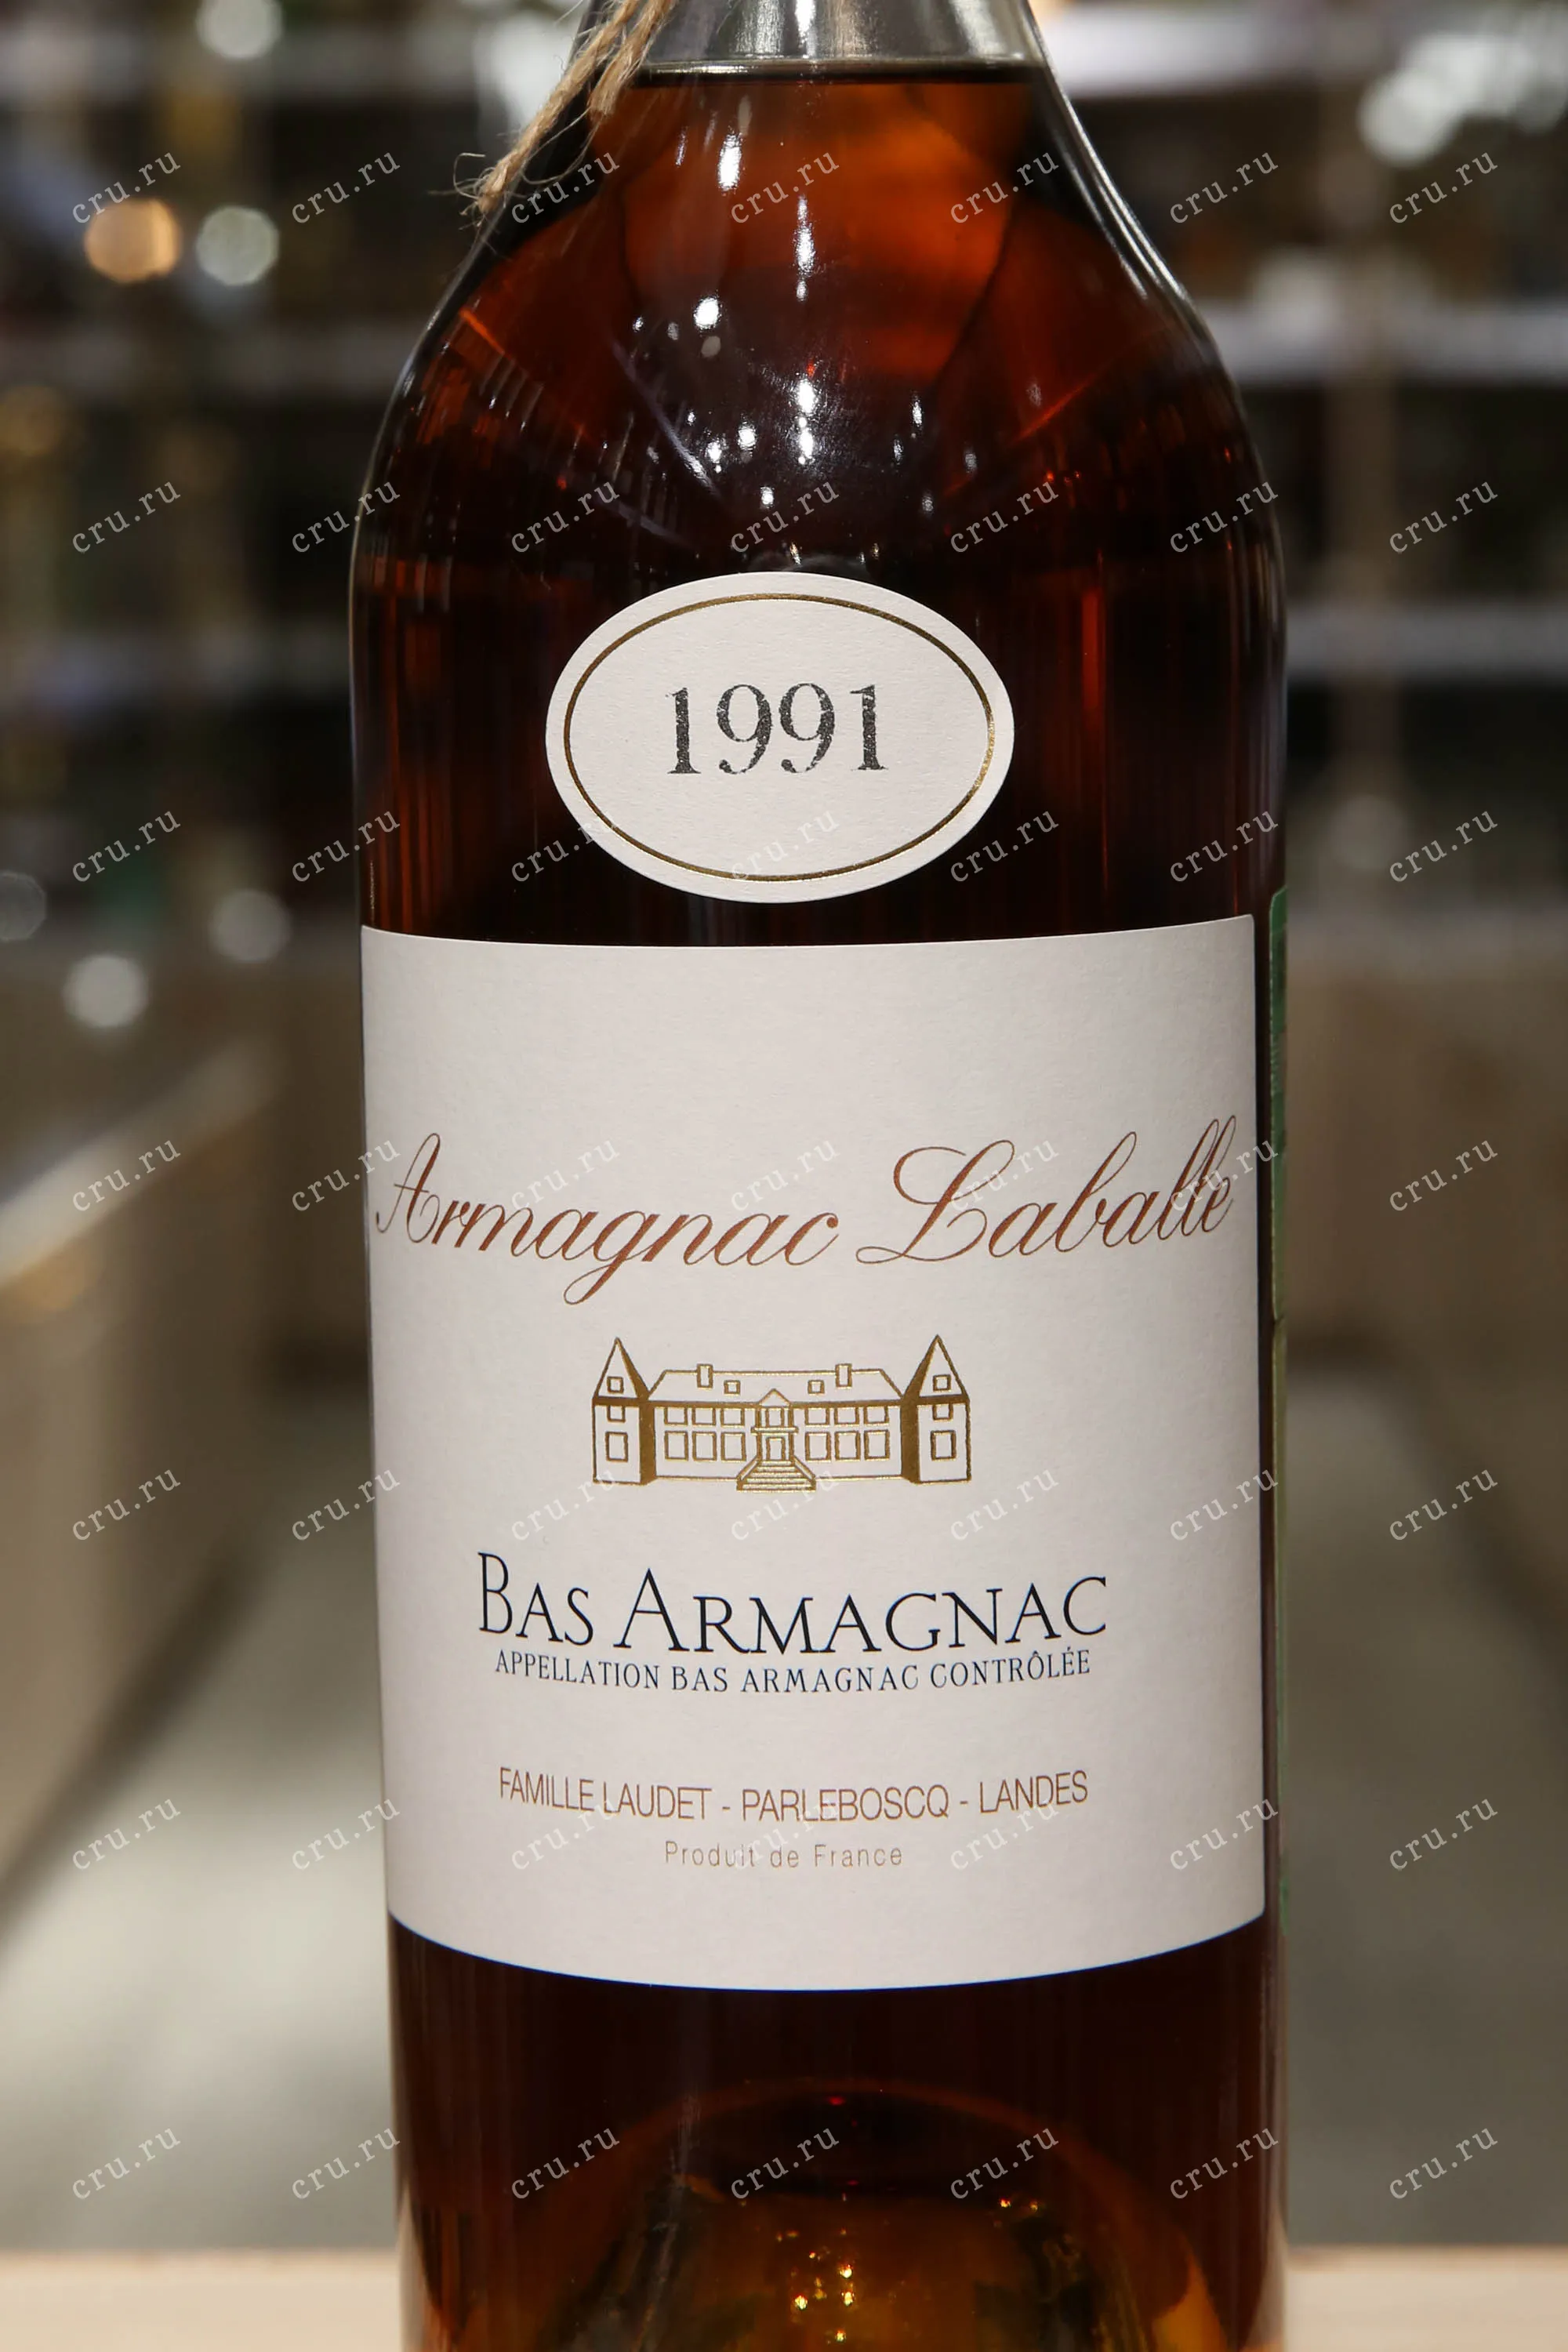 1991
Armagnac Laballe
BAS ARMAGNAC
APPELLATION BAS ARMAGNAC CONTRÔLÉE
FAMILLE LAUDET - PARLEBOSCQ - LANDES
Produit de France
cru.ru